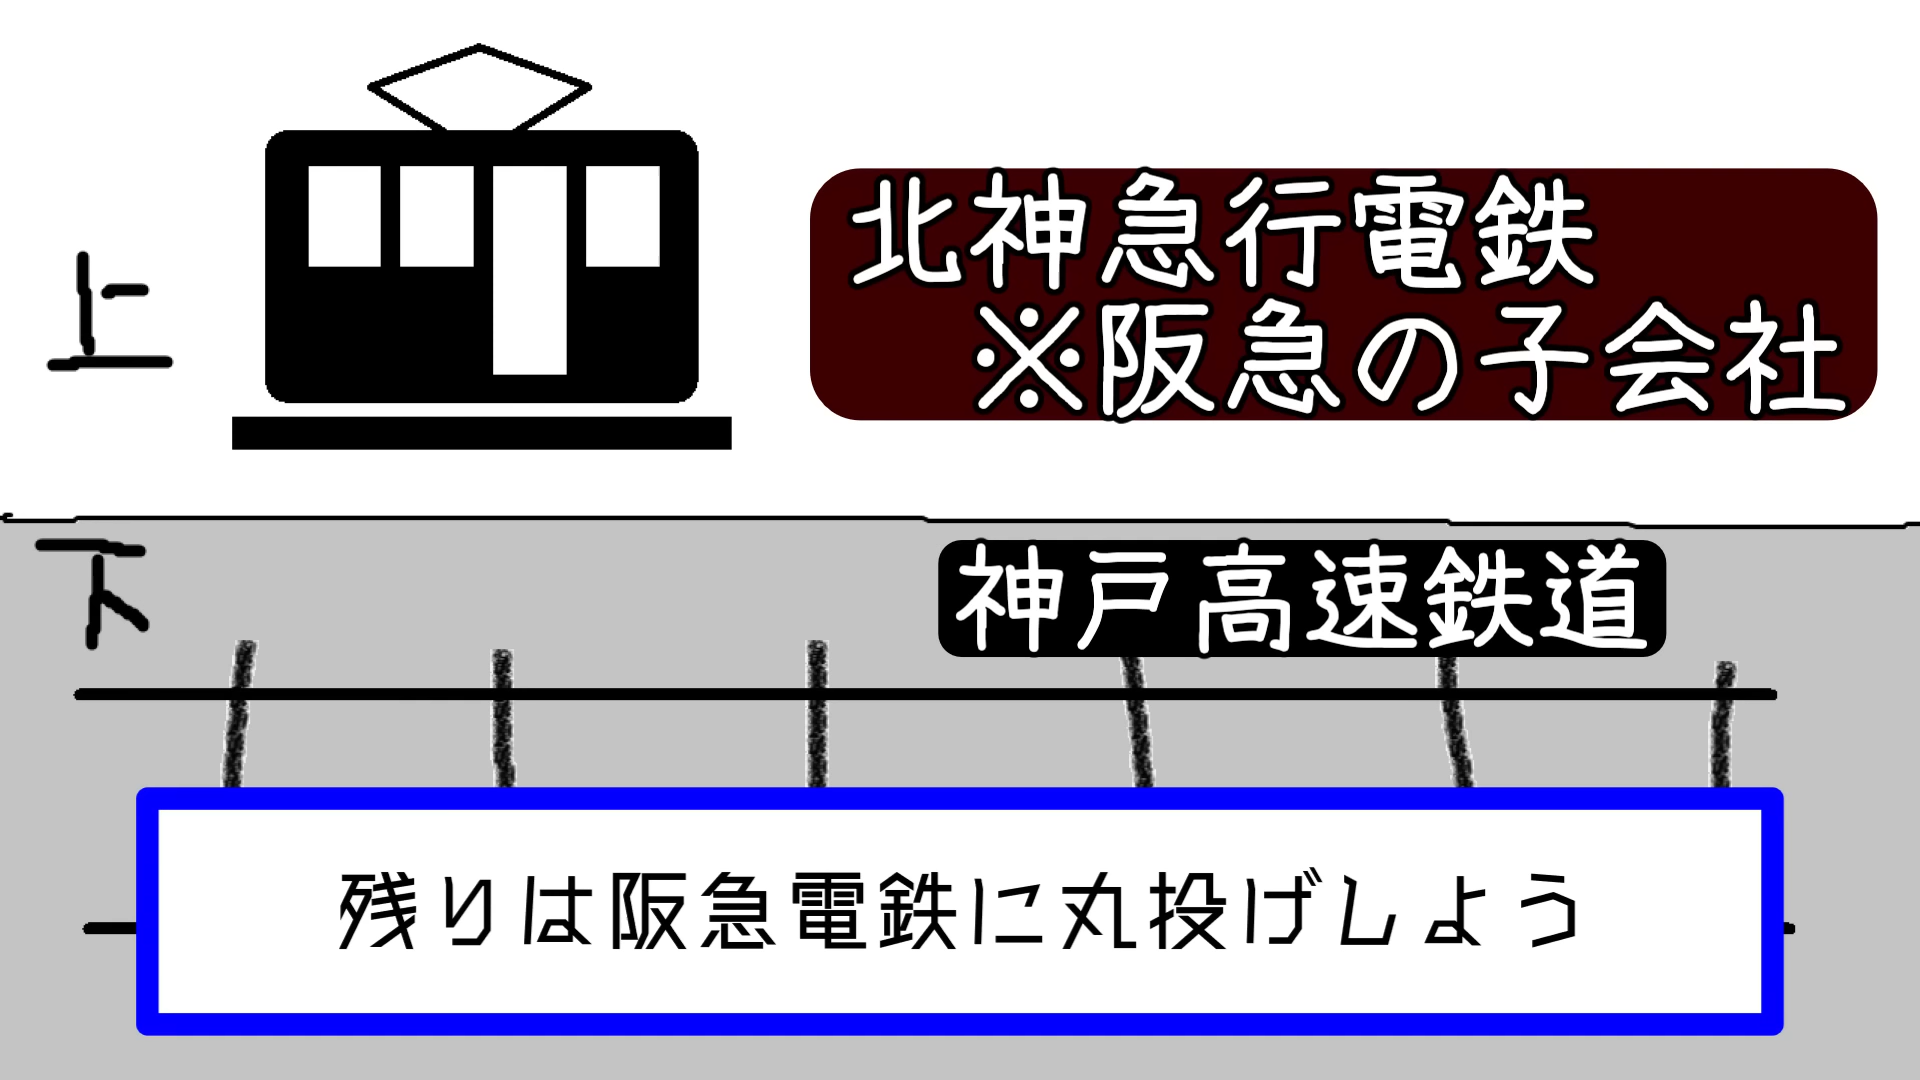 上
北神急行電鉄
※阪急の子会社
下
神戸高速鉄道
残りは阪急電鉄に丸投げしよう